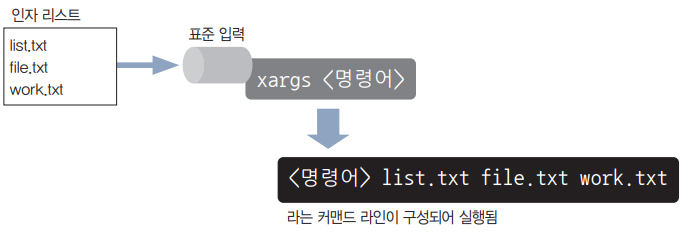 인자 리스트
list.txt
file.txt
work.txt
표준 입력
xargs <명령어>
<명령어> list.txt file.txt work.txt
라는 커맨드 라인이 구성되어 실행됨